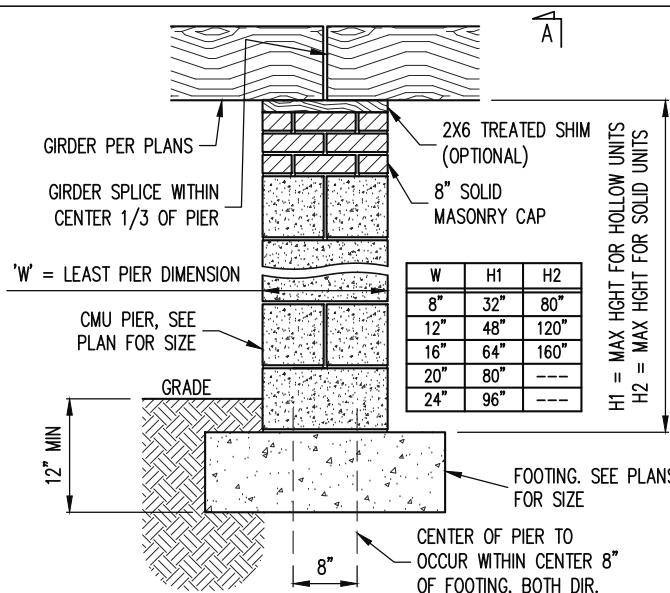 A
GIRDER PER PLANS
GIRDER SPLICE WITHIN
CENTER 1/3 OF PIER
2X6 TREATED SHIM
(OPTIONAL)
8" SOLID
MASONRY CAP
'W' = LEAST PIER DIMENSION
CMU PIER, SEE
PLAN FOR SIZE
W H1 H2
8" 32" 80"
12" 48" 120"
16" 64" 160"
20" 80" ---
24" 96" ---
H1 = MAX HGHT FOR HOLLOW UNITS
H2 = MAX HGHT FOR SOLID UNITS
GRADE
12" MIN
FOOTING. SEE PLANS
FOR SIZE
CENTER OF PIER TO
OCCUR WITHIN CENTER 8"
OF FOOTING, BOTH DIR.
8"